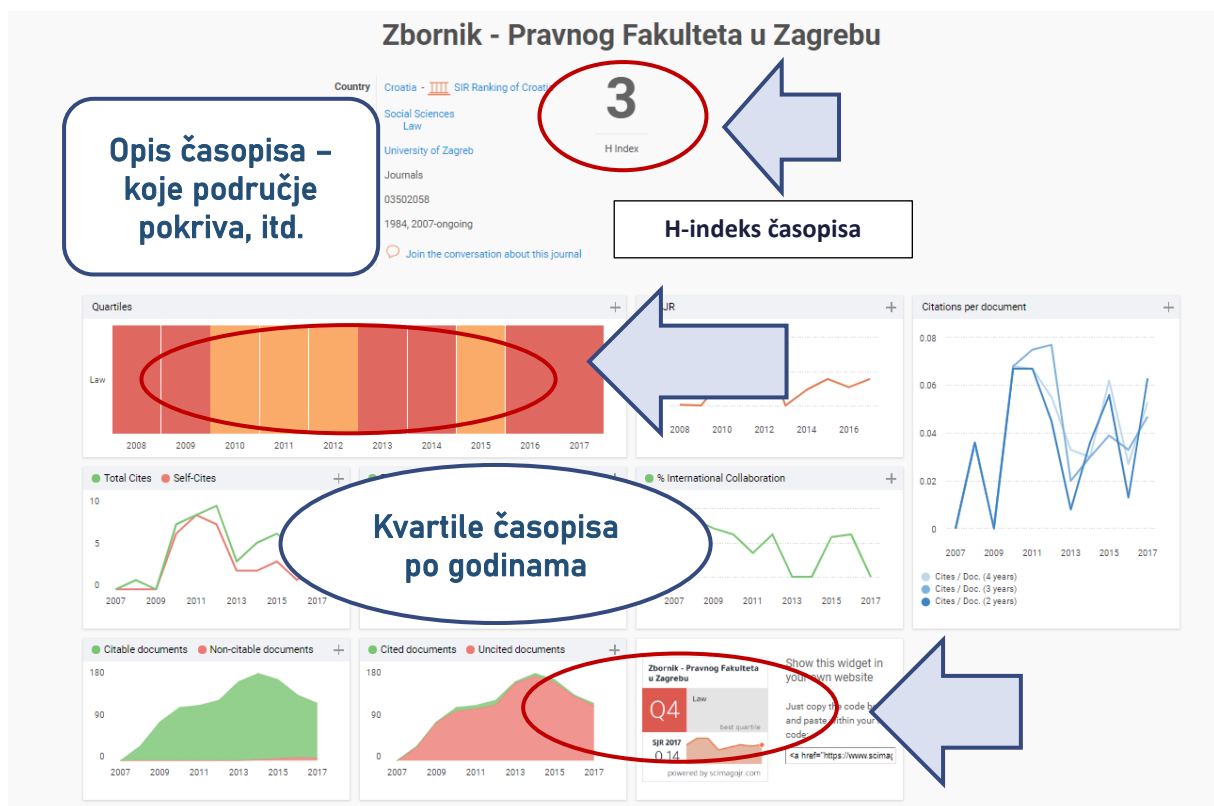 Zbornik - Pravnog Fakulteta u Zagrebu
Country
Croatia - SIR Ranking of Croatia
Social Sciences
Law
University of Zagreb
Journals
03502058
1984, 2007-ongoing
Join the conversation about this journal
3
H Index
Opis časopisa –
koje područje
pokriva, itd.
H-indeks časopisa
Quartiles
Law
2008 2009 2010 2011 2012 2013 2014 2015 2016 2017
2008 2010 2012 2014 2016
Citations per document
0.08
0.06
0.04
0.02
0
2007 2009 2011 2013 2015 2017
Cites / Doc. (4 years)
Cites / Doc. (3 years)
Cites / Doc. (2 years)
Total Cites Self-Cites
10
5
0
2007 2009 2011 2013 2015 2017
Kvartile časopisa
po godinama
% International Collaboration
2007 2009 2011 2013 2015 2017
Citable documents Non-citable documents
180
90
0
2007 2009 2011 2013 2015 2017
Cited documents Uncited documents
180
90
0
2007 2009 2011 2013 2015 2017
Zbornik - Pravnog Fakulteta
u Zagrebu
Q4
Law
best quartile
SJR 2017
0.14
powered by scimagojr.com
Show this widget in
your own website
Just copy the code
and paste within your
code:
<a href="https://www.scimag